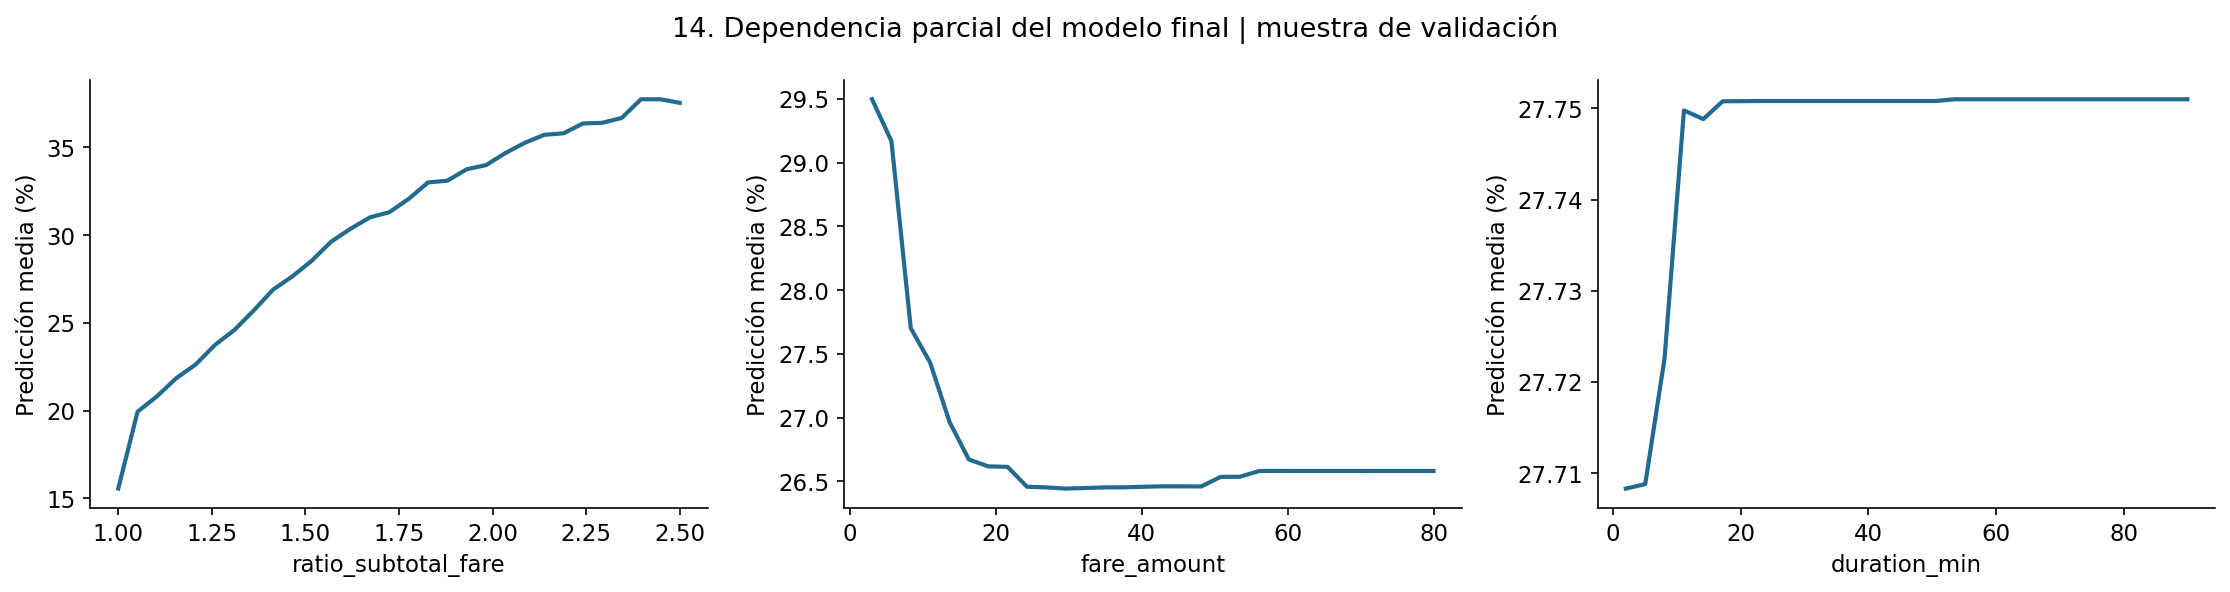 14. Dependencia parcial del modelo final | muestra de validación
Predicción media (%)
35
30
25
20
15
1.00 1.25 1.50 1.75 2.00 2.25 2.50
ratio_subtotal_fare
Predicción media (%)
29.5
29.0
28.5
28.0
27.5
27.0
26.5
0 20 40 60 80
fare_amount
Predicción media (%)
27.75
27.74
27.73
27.72
27.71
0 20 40 60 80
duration_min